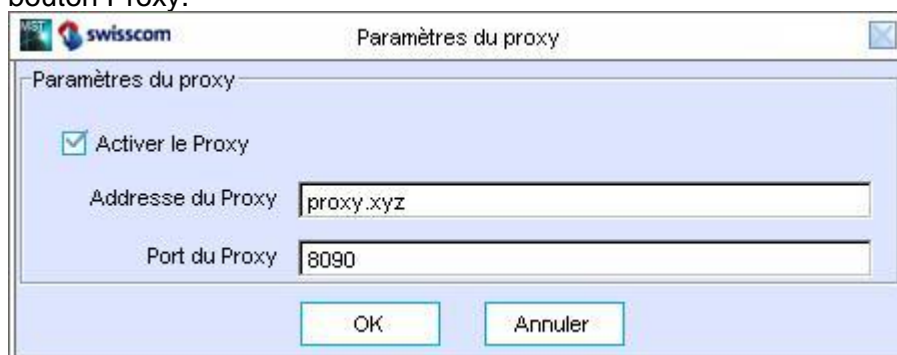 bouton Proxy.
MST swisscom Paramètres du proxy
Paramètres du proxy
Activer le Proxy
Addresse du Proxy proxy.xyz
Port du Proxy 8090
OK Annuler